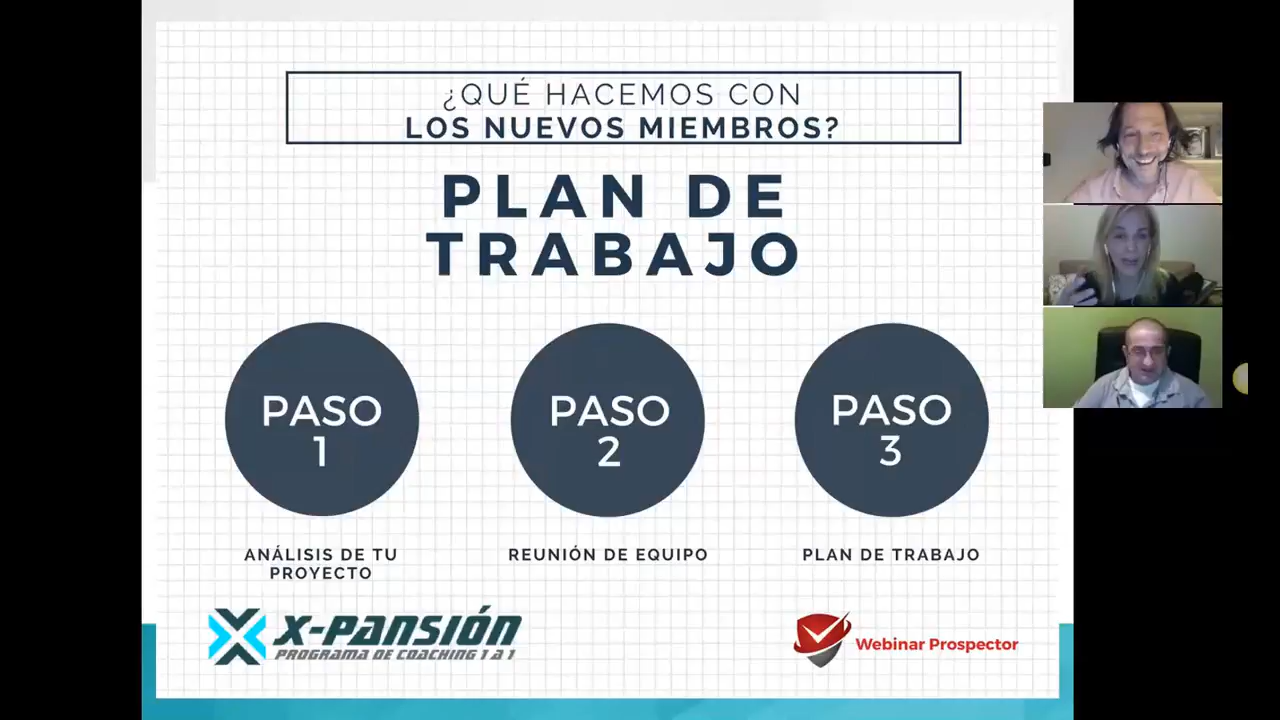 ¿QUÉ HACEMOS CON
LOS NUEVOS MIEMBROS?
PLAN DE
TRABAJO
PASO
1
PASO
2
PASO
3
ANÁLISIS DE TU
PROYECTO
REUNIÓN DE EQUIPO
PLAN DE TRABAJO
X-PANSIÓN
PROGRAMA DE COACHING 1 A 1
Webinar Prospector